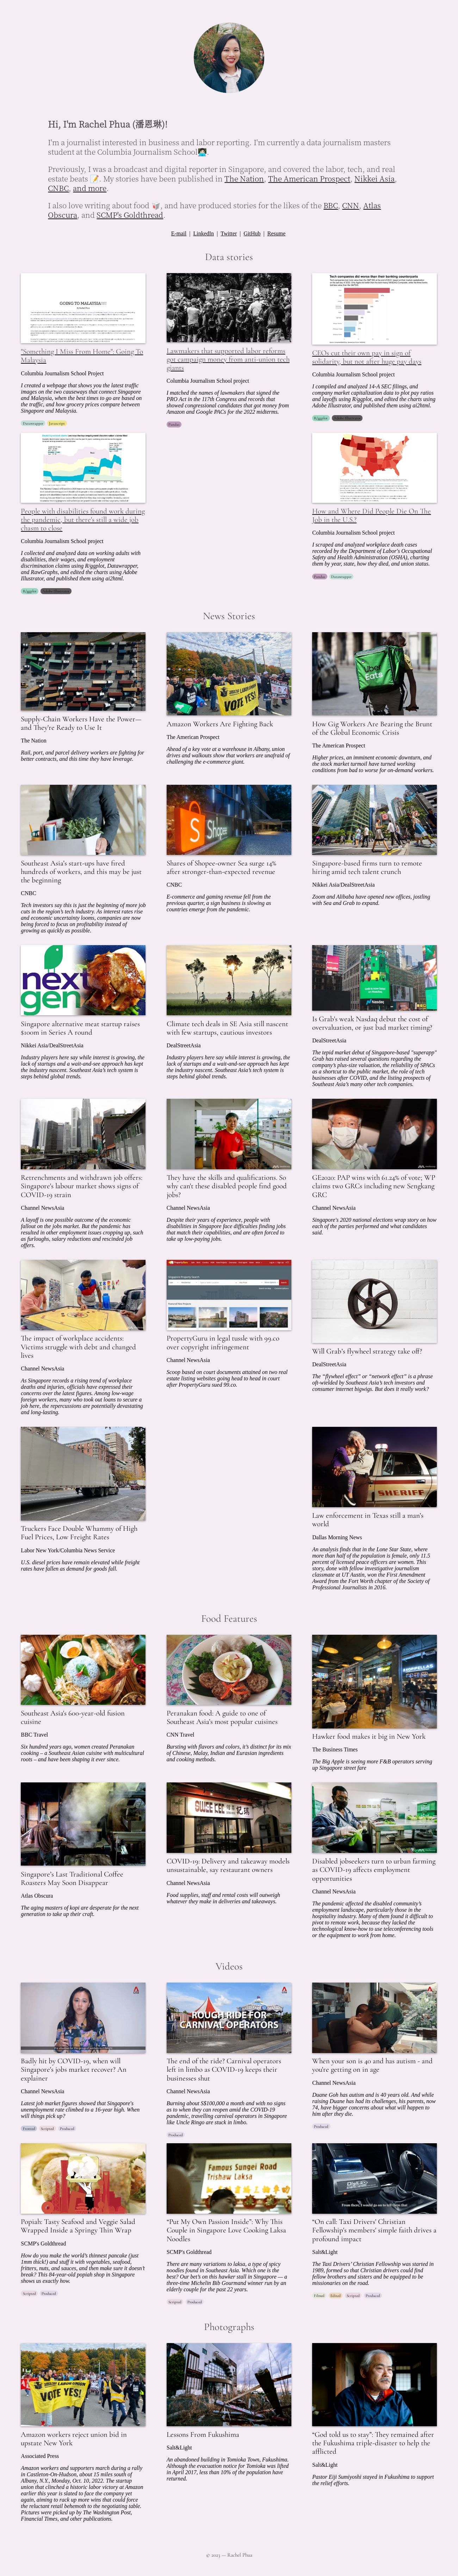 Hi, I'm Rachel Phua (潘恩琳)!
I'm a journalist interested in business and labor reporting. I'm currently a data journalism masters
student at the Columbia Journalism School
Previously, I was a broadcast and digital reporter in Singapore, and covered the labor, tech, and real
estate beats. My stories have been published in The Nation, The American Prospect, Nikkei Asia,
CNBC, and more.
I also love writing about food, and have produced stories for the likes of the BBC, CNN, Atlas
Obscura, and SCMP's Goldthread.
E-mail | LinkedIn | Twitter | GitHub | Resume
Data stories
GOING TO MALAYSIA
"Something I Miss From Home": Going To
Malaysia
Columbia Journalism School Project
I created a webpage that shows you the latest traffic
images on the two causeways that connect Singapore
and Malaysia, when the best times to go are based on
the traffic, and how grocery prices compare between
Singapore and Malaysia.
Datawrapper Javascript
Lawmakers that supported labor reforms
got campaign money from anti-union tech
giants
Columbia Journalism School project
I matched the names of lawmakers that signed the
PRO Act in the 117th Congress and records that
showed congressional candidates receiving money from
Amazon and Google PACs for the 2022 midterms.
Pandas
Tech companies did worse than their banking counterparts
CEOs cut their own pay in sign of
solidarity, but not after huge pay days
Columbia Journalism School project
I compiled and analyzed 14-A SEC filings, and
company market capitalization data to plot pay ratios
and layoffs using R/ggplot, and edited the charts using
Adobe Illustrator, and published them using ai2html.
R/ggplot Adobe Illustrator
People with disabilities found work during
the pandemic, but there's still a wide job
chasm to close
Columbia Journalism School project
I collected and analyzed data on working adults with
disabilities, their wages, and employment
discrimination claims using R/ggplot, Datawrapper,
and RawGraphs, and edited the charts using Adobe
Illustrator, and published them using ai2html.
R/ggplot Adobe Illustrator
How and Where Did People Die On The
Job in the U.S.?
Columbia Journalism School project
I scraped and analyzed workplace death cases
recorded by the Department of Labor's Occupational
Safety and Health Administration (OSHA), charting
them by year, state, how they died, and union status.
Pandas Datawrapper
News Stories
Supply-Chain Workers Have the Power—
and They're Ready to Use It
The Nation
Rail, port, and parcel delivery workers are fighting for
better contracts, and this time they have leverage.
VOTE YES!
Amazon Workers Are Fighting Back
The American Prospect
Ahead of a key vote at a warehouse in Albany, union
drives and walkouts show that workers are unafraid of
challenging the e-commerce giant.
Uber
Eats
How Gig Workers Are Bearing the Brunt
of the Global Economic Crisis
The American Prospect
Higher prices, an imminent economic downturn, and
the stock market turmoil have turned working
conditions from bad to worse for on-demand workers.
Southeast Asia's start-ups have fired
hundreds of workers, and this may be just
the beginning
CNBC
Tech investors say this is just the beginning of more job
cuts in the region's tech industry. As interest rates rise
and economic uncertainty looms, companies are now
being forced to focus on profitability instead of
growing as quickly as possible.
Shopee
Shares of Shopee-owner Sea surge 14%
after stronger-than-expected revenue
CNBC
E-commerce and gaming revenue fell from the
previous quarter, a sign business is slowing as
countries emerge from the pandemic.
Singapore-based firms turn to remote
hiring amid tech talent crunch
Nikkei Asia/DealStreetAsia
Zoom and Alibaba have opened new offices, jostling
with Sea and Grab to expand.
next
gen
Singapore alternative meat startup raises
$100m in Series A round
Nikkei Asia/DealStreetAsia
Industry players here say while interest is growing, the
lack of startups and a wait-and-see approach has kept
the industry nascent. Southeast Asia's tech system is
steps behind global trends.
Climate tech deals in SE Asia still nascent
with few startups, cautious investors
DealStreetAsia
Industry players here say while interest is growing, the
lack of startups and a wait-and-see approach has kept
the industry nascent. Southeast Asia's tech system is
steps behind global trends.
Is Grab's weak Nasdaq debut the cost of
overvaluation, or just bad market timing?
DealStreetAsia
The tepid market debut of Singapore-based "superapp"
Grab has raised several questions regarding the
company's plus-size valuation, the reliability of SPACs
as a shortcut to the public market, the role of tech
businesses after COVID, and the listing prospects of
Southeast Asia's many other tech companies.
Retrenchments and withdrawn job offers:
Singapore's labour market shows signs of
COVID-19 strain
Channel NewsAsia
A layoff is one possible outcome of the economic
fallout on the jobs market. But the pandemic has
resulted in other employment issues cropping up, such
as furloughs, salary reductions and rescinded job
offers.
They have the skills and qualifications. So
why can't these disabled people find good
jobs?
Channel NewsAsia
Despite their years of experience, people with
disabilities in Singapore face difficulties finding jobs
that match their capabilities, and are often forced to
take up low-paying jobs.
GE2020: PAP wins with 61.24% of vote; WP
claims two GRCs including new Sengkang
GRC
Channel NewsAsia
Singapore's 2020 national elections wrap story on how
each of the parties performed and what candidates
said.
The impact of workplace accidents:
Victims struggle with debt and changed
lives
Channel NewsAsia
As Singapore records a rising trend of workplace
deaths and injuries, officials have expressed their
concerns over the latest figures. Among low-wage
foreign workers, many who took out loans to secure a
job here, the repercussions are potentially devastating
and long-lasting.
PropertyGuru in legal tussle with 99.co
over copyright infringement
Channel NewsAsia
Scoop based on court documents attained on two real
estate listing websites going head to head in court
after PropertyGuru sued 99.co.
Will Grab's flywheel strategy take off?
DealStreetAsia
The "flywheel effect" or "network effect" is a phrase
oft-wielded by Southeast Asia's tech investors and
consumer internet bigwigs. But does it really work?
Truckers Face Double Whammy of High
Fuel Prices, Low Freight Rates
Labor New York/Columbia News Service
U.S. diesel prices have remain elevated while freight
rates have fallen as demand for goods fall.
SHERIFF
Law enforcement in Texas still a man's
world
Dallas Morning News
An analysis finds that in the Lone Star State, where
more than half of the population is female, only 11.5
percent of licensed peace officers are women. This
story, done with fellow investigative journalism
classmate at UT Austin, won the First Amendment
Award from the Fort Worth chapter of the Society of
Professional Journalists in 2016.
Food Features
Southeast Asia's 600-year-old fusion
cuisine
BBC Travel
Six hundred years ago, women created Peranakan
cooking – a Southeast Asian cuisine with multicultural
roots – and have been shaping it ever since.
Peranakan food: A guide to one of
Southeast Asia's most popular cuisines
CNN Travel
Bursting with flavors and colors, it's distinct for its mix
of Chinese, Malay, Indian and Eurasian ingredients
and cooking methods.
Hawker food makes it big in New York
The Business Times
The Big Apple is seeing more F&B operators serving
up Singapore street fare
Singapore's Last Traditional Coffee
Roasters May Soon Disappear
Atlas Obscura
The aging masters of kopi are desperate for the next
generation to take up their craft.
COVID-19: Delivery and takeaway models
unsustainable, say restaurant owners
Channel NewsAsia
Food supplies, staff and rental costs will outweigh
whatever they make in deliveries and takeaways.
Disabled jobseekers turn to urban farming
as COVID-19 affects employment
opportunities
Channel NewsAsia
The pandemic affected the disabled community's
employment landscape, particularly those in the
hospitality industry. Many of them found it difficult to
pivot to remote work, because they lacked the
technological know-how to use teleconferencing tools
or the equipment to work from home.
Videos
Badly hit by COVID-19, when will
Singapore's jobs market recover? An
explainer
Channel NewsAsia
Latest job market figures showed that Singapore's
unemployment rate climbed to a 16-year high. When
will things pick up?
Scripted Produced
ROUGH RIDE FOR
CARNIVAL OPERATORS
The end of the ride? Carnival operators
left in limbo as COVID-19 keeps their
businesses shut
Channel NewsAsia
Burning about S$100,000 a month and with no signs
as to when they can reopen amid the COVID-19
pandemic, travelling carnival operators in Singapore
like Uncle Ringo are stuck in limbo.
Produced
When your son is 40 and has autism - and
you're getting on in age
Channel NewsAsia
Duane Goh has autism and is 40 years old. And while
raising Duane has had its challenges, his parents, now
74, have bigger concerns about what will happen to
him after they die.
Produced
Popiah: Tasty Seafood and Veggie Salad
Wrapped Inside a Springy Thin Wrap
SCMP's Goldthread
How do you make the world's thinnest pancake (just
1mm thick!) and stuff it with vegetables, seafood,
fritters, nuts, and sauces, and then make sure it doesn't
break? This 84-year-old popiah shop in Singapore
shows us exactly how.
Scripted Produced
Famous Sungei Road
Trishaw Laksa
"Put My Own Passion Inside": Why This
Couple in Singapore Love Cooking Laksa
Noodles
SCMP's Goldthread
There are many variations to laksa, a type of spicy
noodles found in Southeast Asia. Which one is the
best? Our bet's on this hawker stall in Singapore — a
three-time Michelin Bib Gourmand winner run by an
elderly couple for the past 22 years.
Scripted Produced
"On call: Taxi Drivers' Christian
Fellowship's members' simple faith drives a
profound impact
Salt&Light
The Taxi Drivers' Christian Fellowship was started in
1989, formed so that Christian drivers could find
fellow brothers and sisters and be equipped to be
missionaries on the road.
Filmed Edited Scripted Produced
Photographs
VOTE YES!
Amazon workers reject union bid in
upstate New York
Associated Press
Amazon workers and supporters march during a rally
in Castleton-On-Hudson, about 15 miles south of
Albany, N.Y., Monday, Oct. 10, 2022. The startup
union that clinched a historic labor victory at Amazon
earlier this year is slated to face the company yet
again, aiming to rack up more wins that could force
the reluctant retail behemoth to the negotiating table.
Pictures were picked up by The Washington Post,
Financial Times, and other publications.
Lessons From Fukushima
Salt&Light
An abandoned building in Tomioka Town, Fukushima.
Although the evacuation notice for Tomioka was lifted
in April 2017, less than 10% of the population have
returned.
"God told us to stay": They remained after
the Fukushima triple-disaster to help the
afflicted
Salt&Light
Pastor Eiji Sumiyoshi stayed in Fukushima to support
the relief efforts.
© 2023 — Rachel Phua